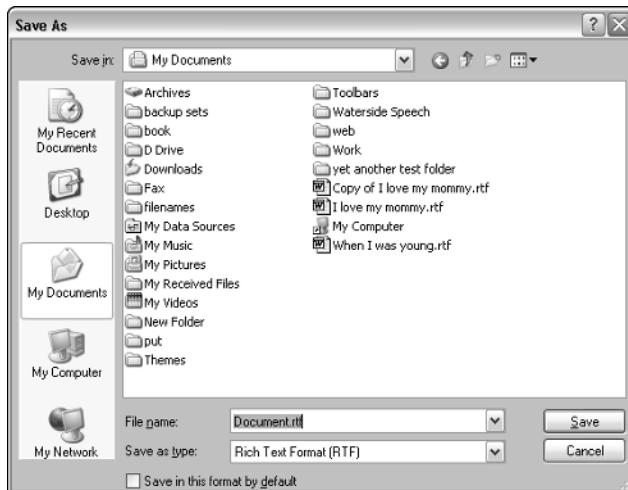 Save As
Save in: My Documents
My Recent
Documents
Desktop
My Documents
My Computer
My Network
Archives
backup sets
book
D Drive
Downloads
Fax
filenames
My Data Sources
My Music
My Pictures
My Received Files
My Videos
New Folder
put
Themes
Toolbars
Waterside Speech
web
Work
yet another test folder
Copy of I love my mommy.rtf
I love my mommy.rtf
My Computer
When I was young.rtf
File name: Document.rtf Save
Save as type: Rich Text Format (RTF) Cancel
Save in this format by default